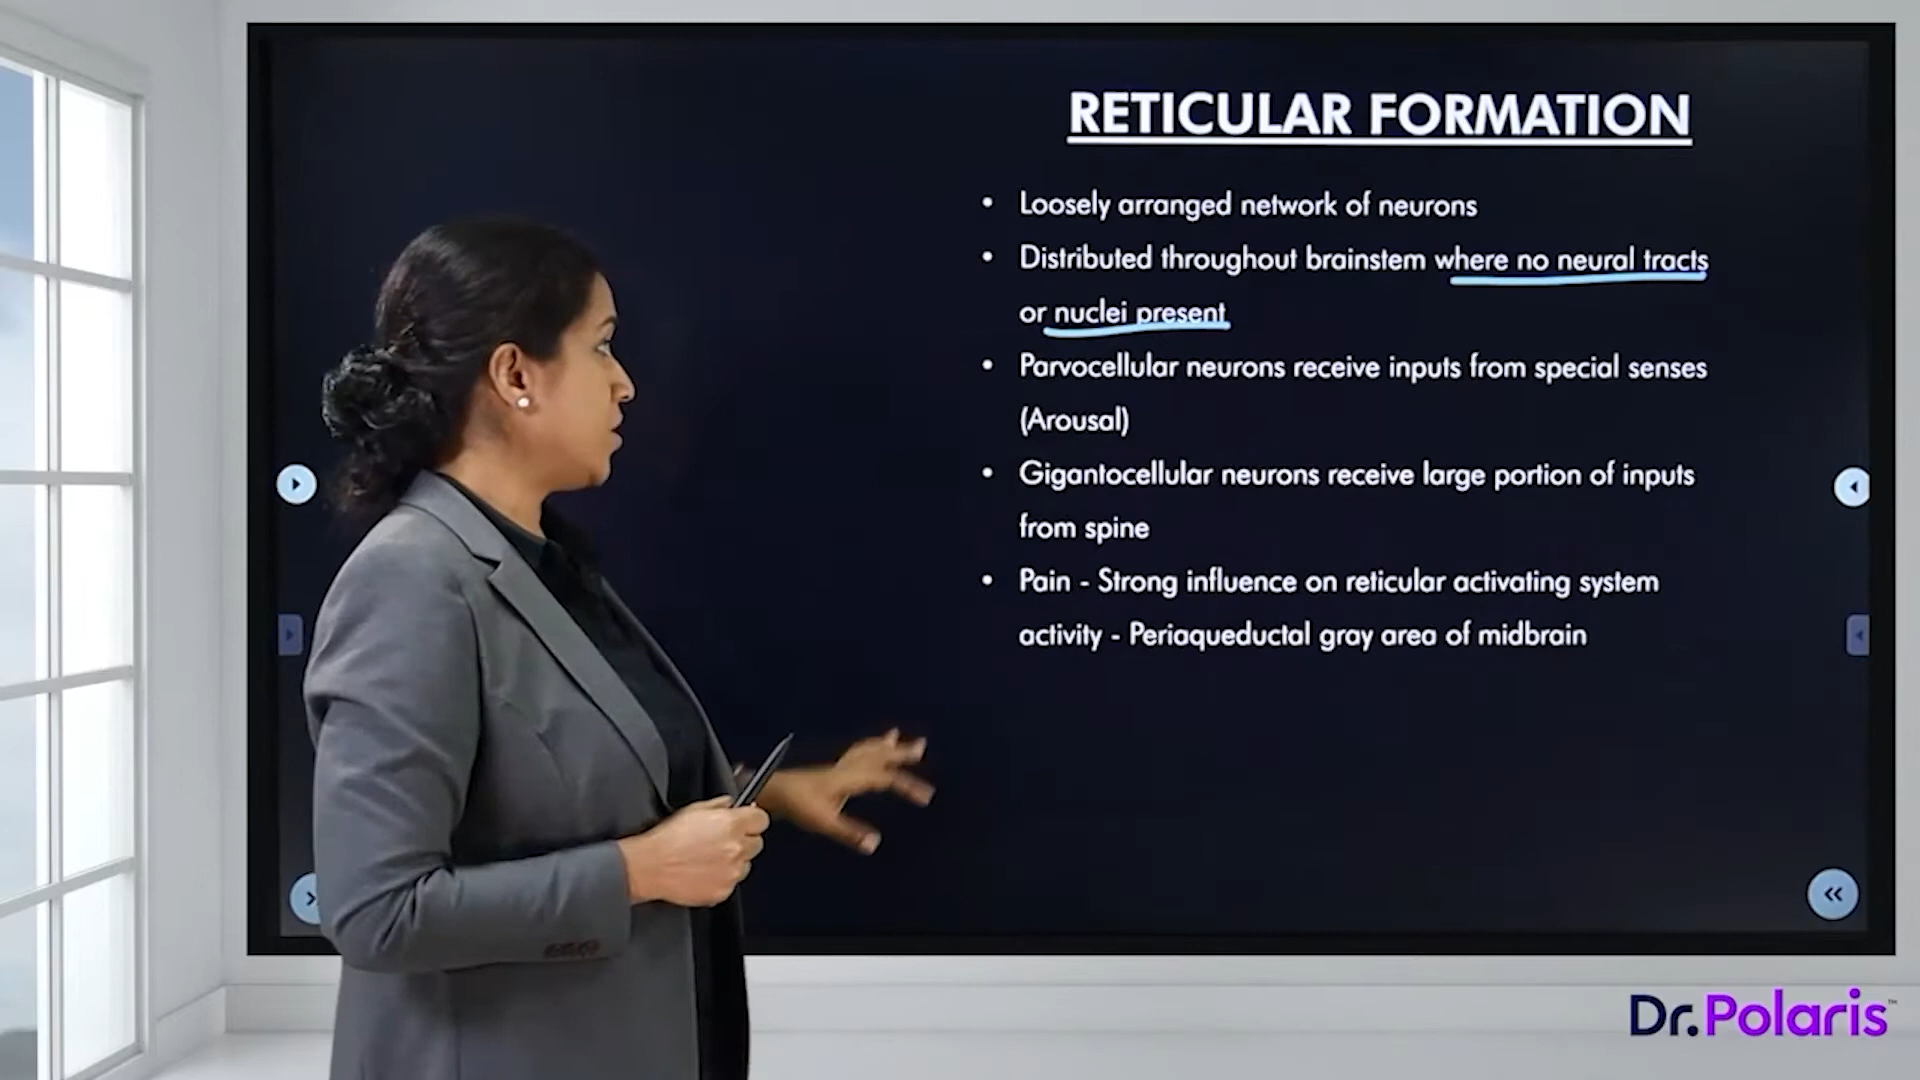 RETICULAR FORMATION
• Loosely arranged network of neurons
• Distributed throughout brainstem where no neural tracts
or nuclei present
• Parvocellular neurons receive inputs from special senses
(Arousal)
• Gigantocellular neurons receive large portion of inputs
from spine
• Pain - Strong influence on reticular activating system
activity - Periaqueductal gray area of midbrain
Dr.Polaris™